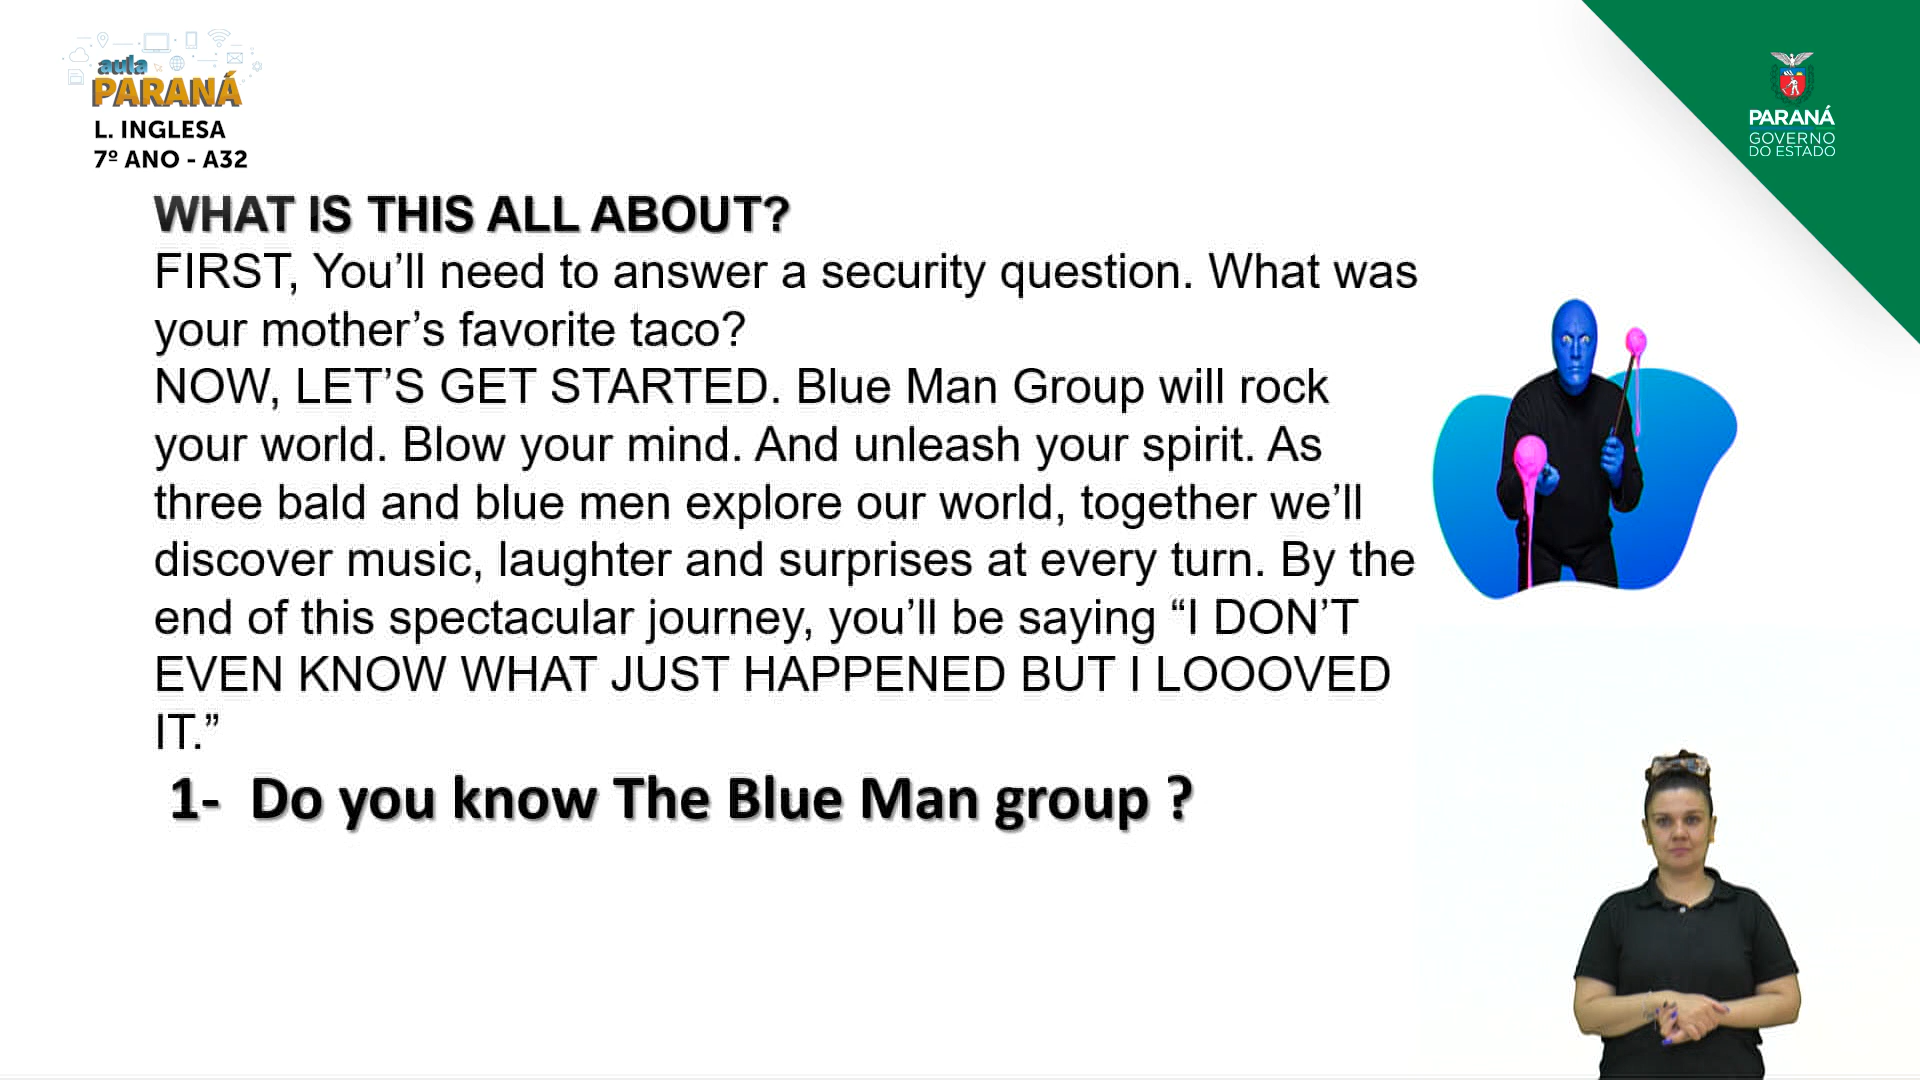 aula
PARANÁ
L. INGLESA
7º ANO - A32
PARANÁ
GOVERNO
DO ESTADO
WHAT IS THIS ALL ABOUT?
FIRST, You’ll need to answer a security question. What was
your mother’s favorite taco?
NOW, LET’S GET STARTED. Blue Man Group will rock
your world. Blow your mind. And unleash your spirit. As
three bald and blue men explore our world, together we’ll
discover music, laughter and surprises at every turn. By the
end of this spectacular journey, you’ll be saying “I DON’T
EVEN KNOW WHAT JUST HAPPENED BUT I LOOOVED
IT.”
1- Do you know The Blue Man group ?